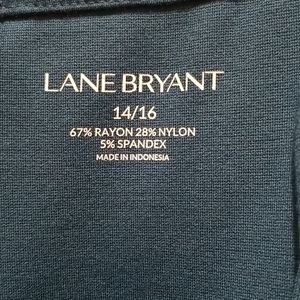 LANE BRYANT
14/16
67% RAYON 28% NYLON
5% SPANDEX
MADE IN INDONESIA